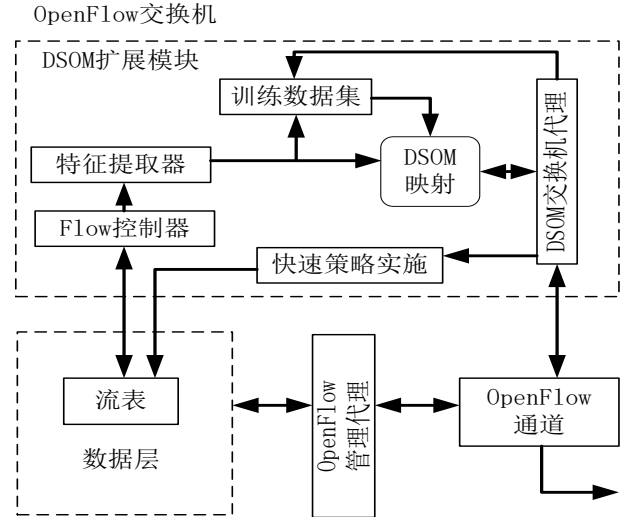 OpenFlow交换机
DSOM扩展模块
训练数据集
DSOM交换机代理
特征提取器
DSOM
映射
Flow控制器
快速策略实施
流表
数据层
OpenFlow
管理代理
OpenFlow
通道